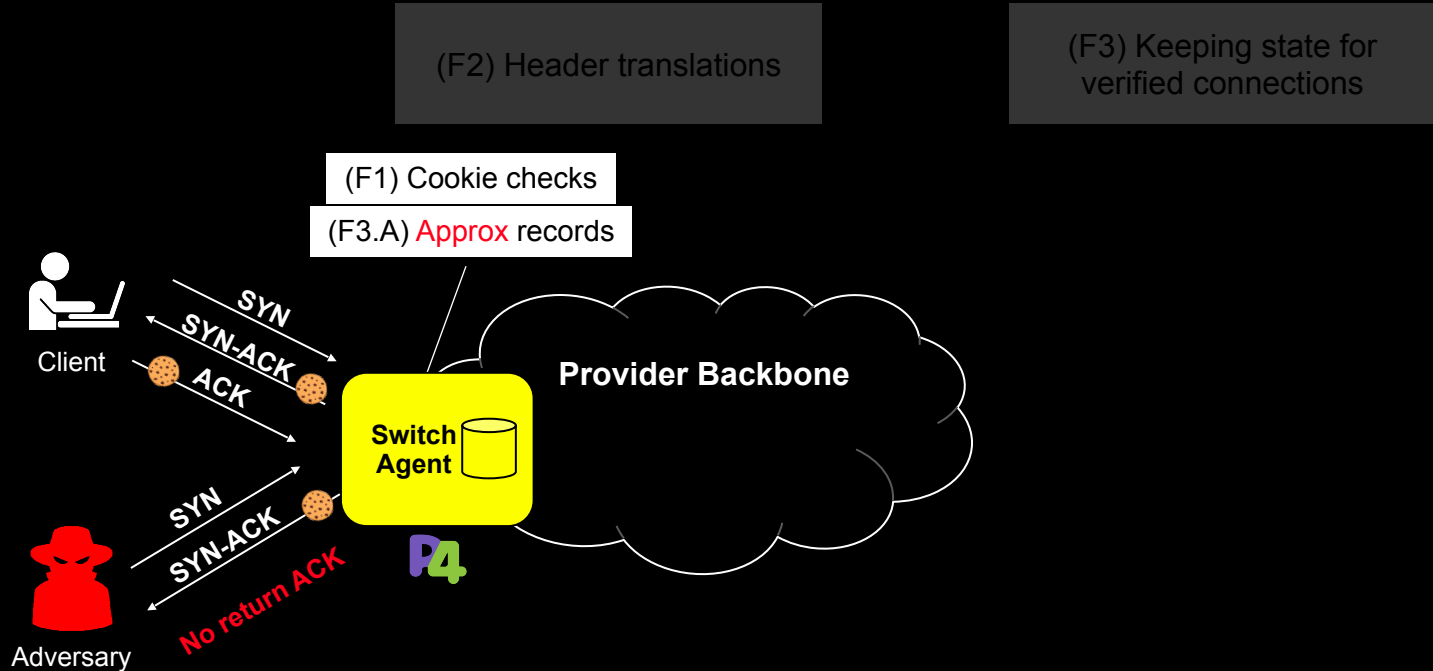 (F2) Header translations
(F3) Keeping state for
verified connections
(F1) Cookie checks
(F3.A) Approx records
SYN
SYN-ACK
ACK
Client
Provider Backbone
Switch
Agent
SYN
SYN-ACK
No return ACK
P4
Adversary